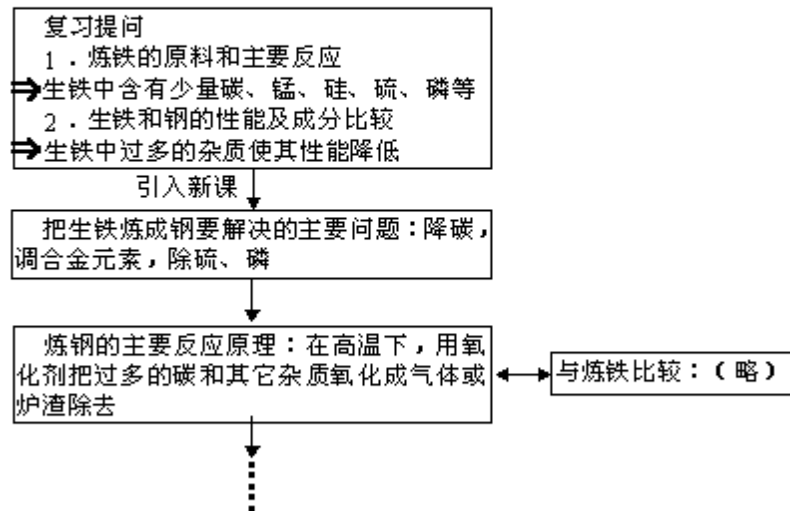 复习提问
1．炼铁的原料和主要反应
⇒生铁中含有少量碳、锰、硅、硫、磷等
2．生铁和钢的性能及成分比较
⇒生铁中过多的杂质使其性能降低
引入新课
把生铁炼成钢要解决的主要问题：降碳，
调合金元素，除硫、磷
炼钢的主要反应原理：在高温下，用氧
化剂把过多的碳和其它杂质氧化成气体或
炉渣除去
与炼铁比较：（略）